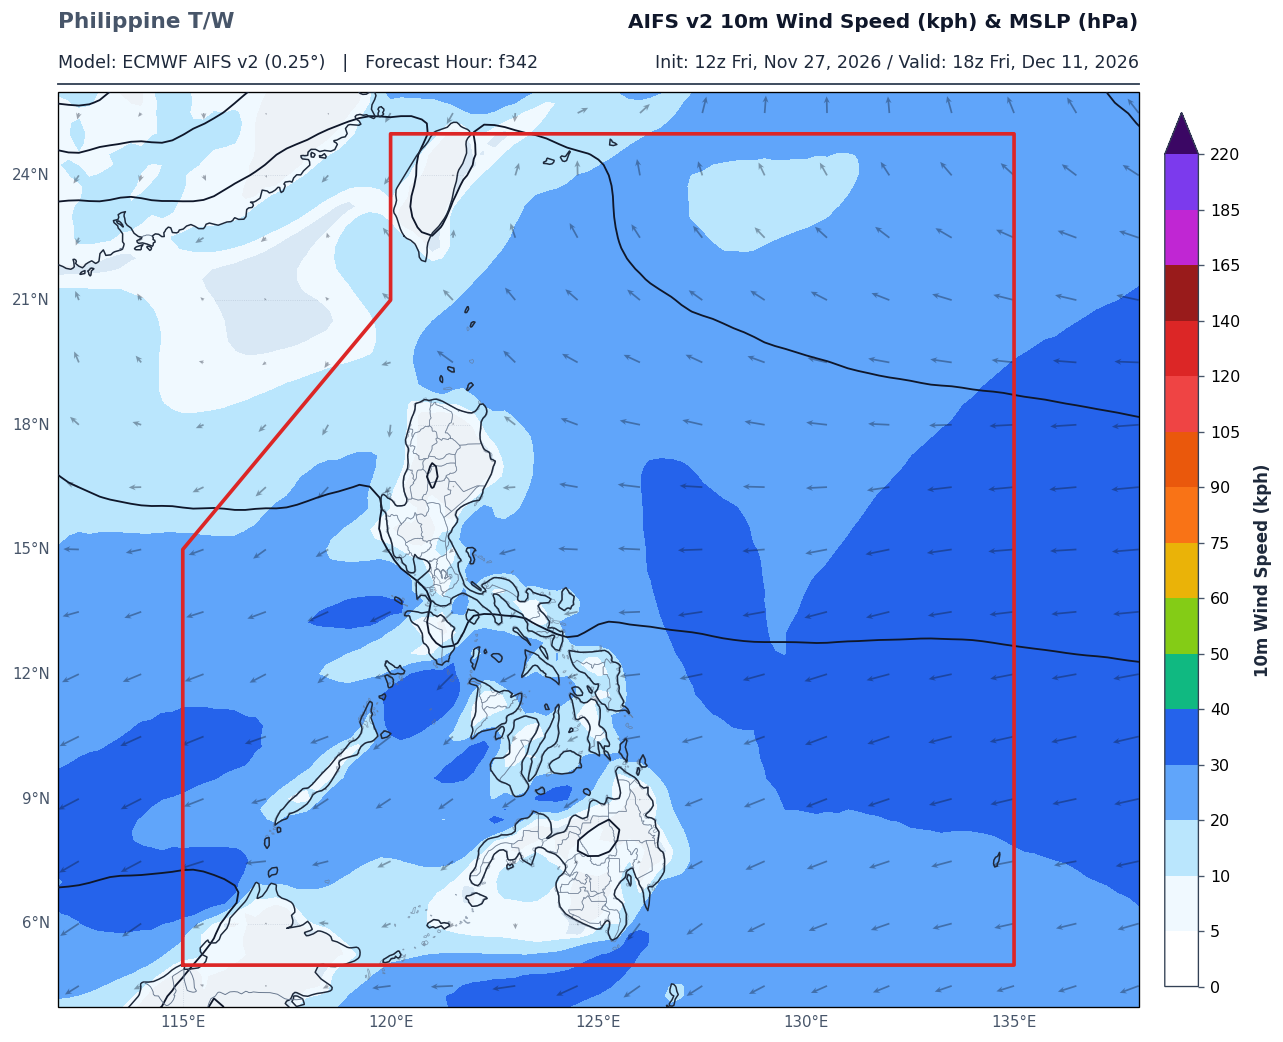 Philippine T/W
AIFS v2 10m Wind Speed (kph) & MSLP (hPa)
Model: ECMWF AIFS v2 (0.25°) | Forecast Hour: f342
Init: 12z Fri, Nov 27, 2026 / Valid: 18z Fri, Dec 11, 2026
24°N
21°N
18°N
15°N
12°N
9°N
6°N
115°E
120°E
125°E
130°E
135°E
220
185
165
140
120
105
90
75
60
50
40
30
20
10
5
0
10m Wind Speed (kph)